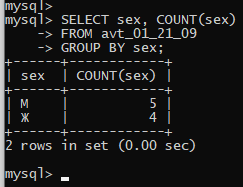 mysql>
mysql> SELECT sex, COUNT(sex)
    -> FROM avt_01_21_09
    -> GROUP BY sex;
+------+------------+
| sex  | COUNT(sex) |
+------+------------+
| М    |          5 |
| Ж    |          4 |
+------+------------+
2 rows in set (0.00 sec)
mysql> _